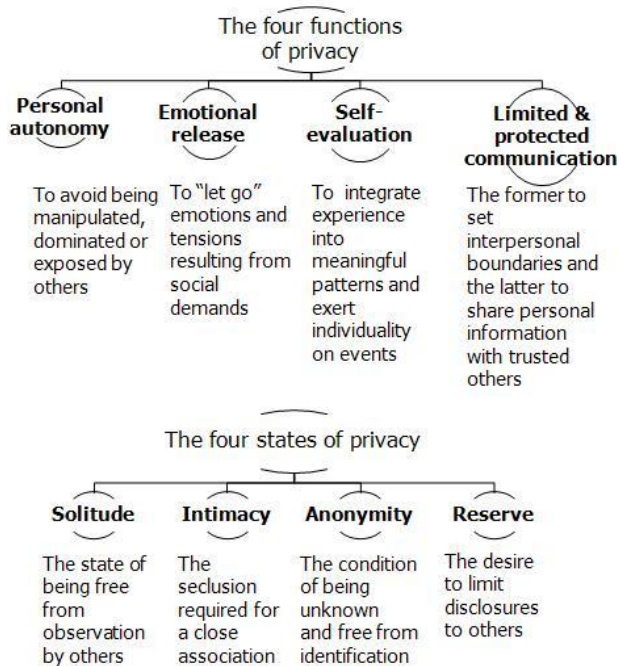 The four functions
of privacy
Personal
autonomy
To avoid being
manipulated,
dominated or
exposed by
others
Emotional
release
To “let go”
emotions and
tensions
resulting from
social
demands
Self-
evaluation
To integrate
experience
into
meaningful
patterns and
exert
individuality
on events
Limited &
protected
communication
The former to
set
interpersonal
boundaries and
the latter to
share personal
information
with trusted
others
The four states of privacy
Solitude
The state of
being free
from
observation
by others
Intimacy
The
seclusion
required for
a close
association
Anonymity
The condition
of being
unknown
and free from
identification
Reserve
The desire
to limit
disclosures
to others